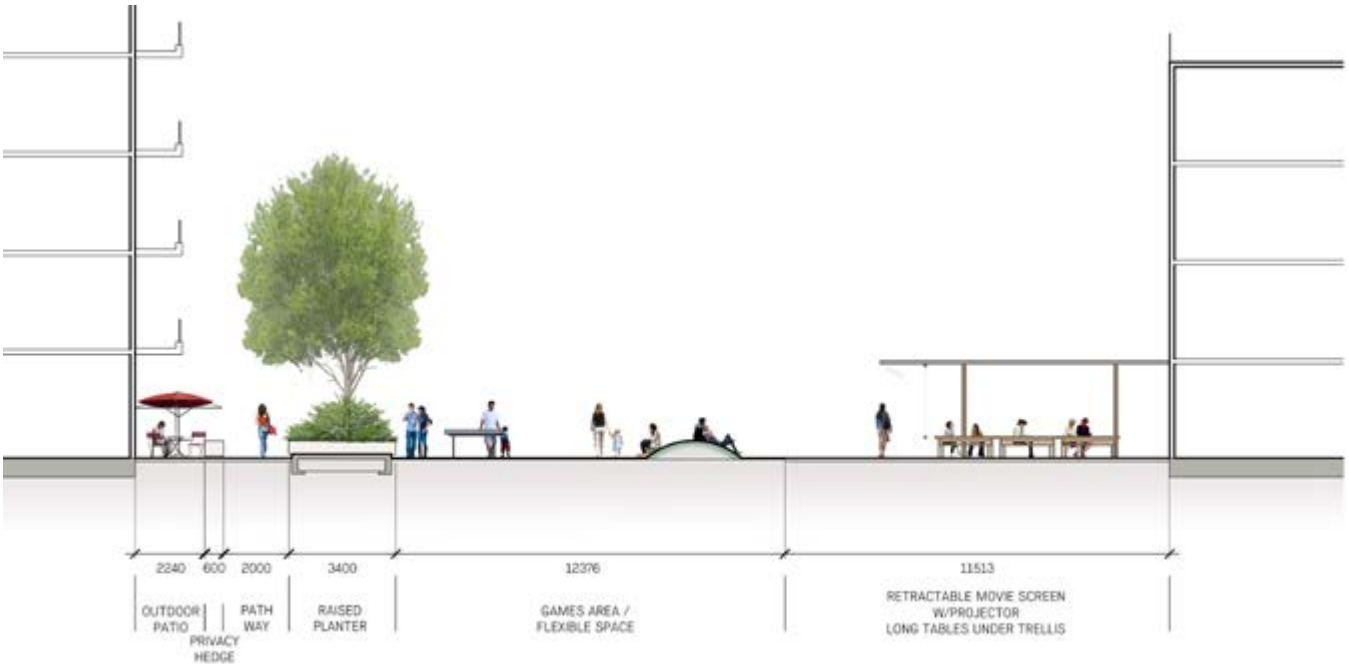 2240 600 2000 3400 12376 11513
OUTDOOR
PATIO
PRIVACY
HEDGE
PATH
WAY
RAISED
PLANTER
GAMES AREA /
FLEXIBLE SPACE
RETRACTABLE MOVIE SCREEN
W/PROJECTOR
LONG TABLES UNDER TRELLIS